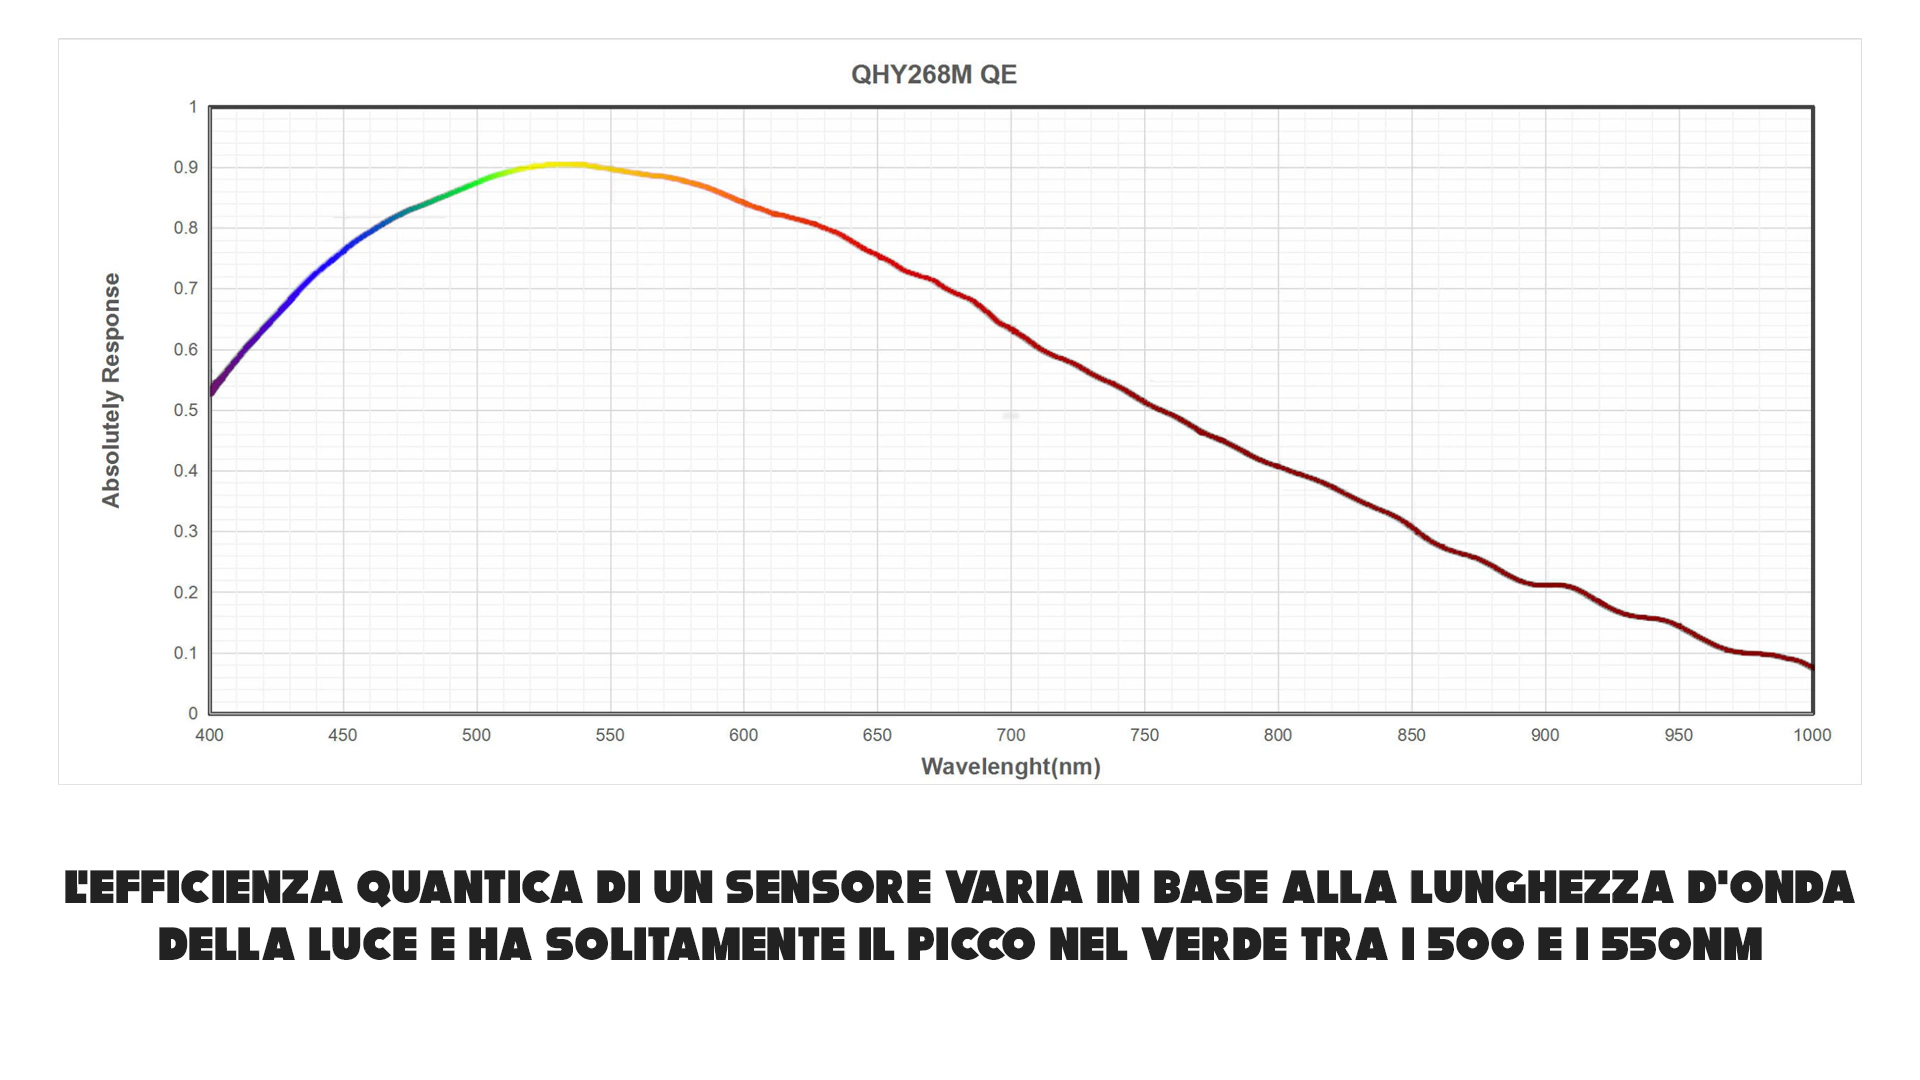 QHY268M QE
1
0.9
0.8
0.7
0.6
0.5
0.4
0.3
0.2
0.1
0
Absolutely Response
400 450 500 550 600 650 700 750 800 850 900 950 1000
Wavelenght(nm)
L'EFFICIENZA QUANTICA DI UN SENSORE VARIA IN BASE ALLA LUNGHEZZA D'ONDA
DELLA LUCE E HA SOLITAMENTE IL PICCO NEL VERDE TRA I 500 E I 550NM